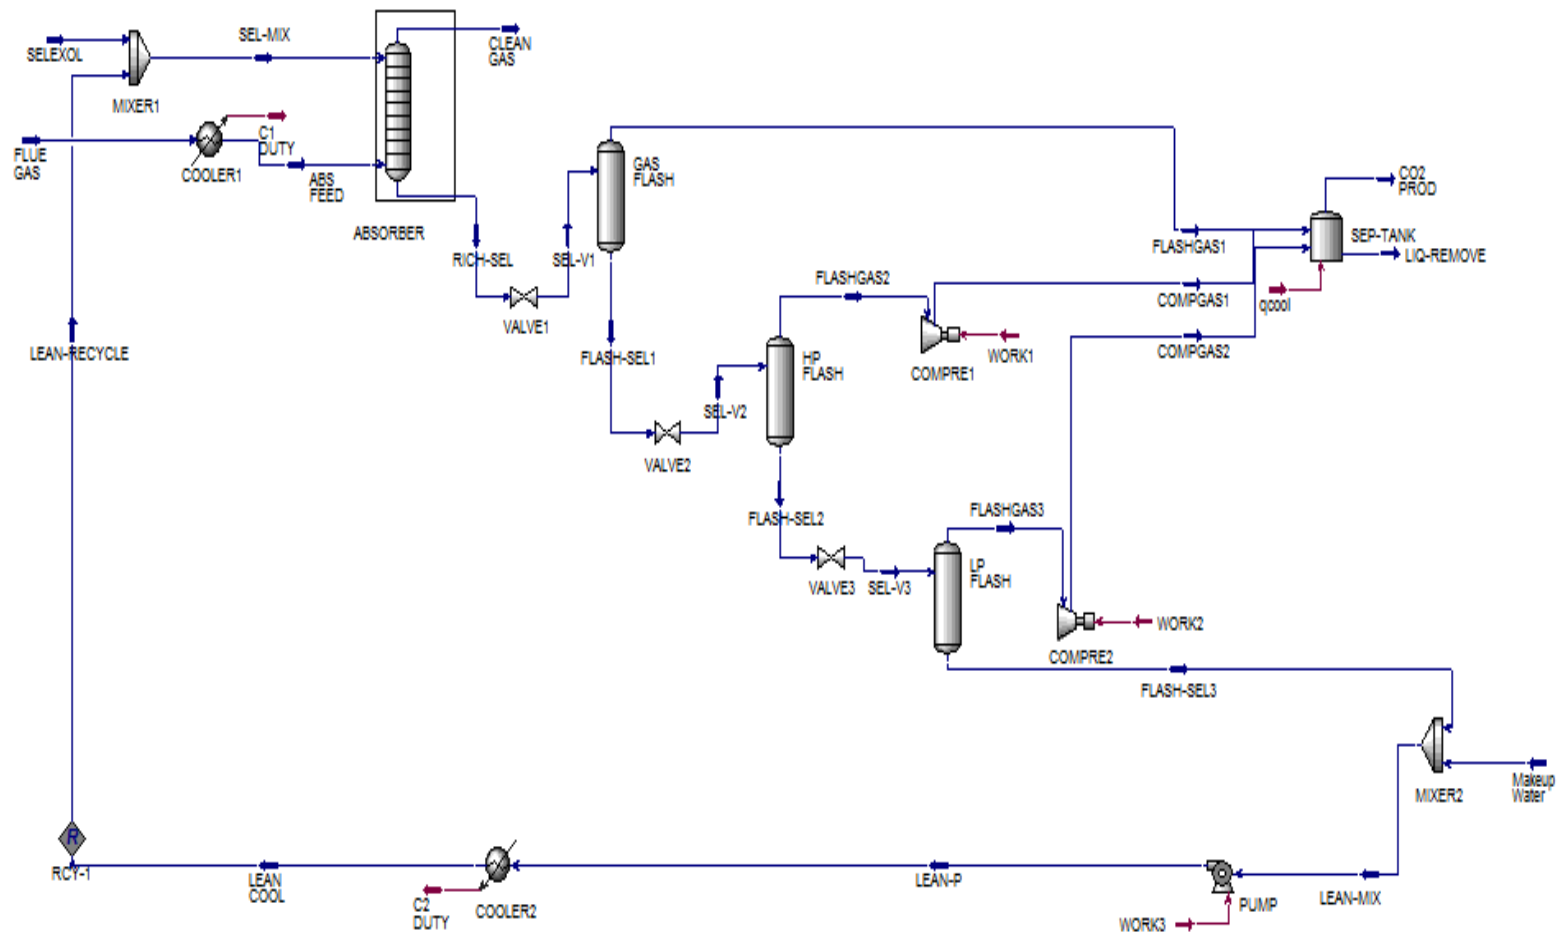 SEL-MIX
CLEAN
GAS
SELEXOL
MIXER1
C1
DUTY
FLUE
GAS
COOLER1
ABS
FEED
GAS
FLASH
CO2
PROD
ABSORBER
RICH-SEL
SEL-V1
FLASHGAS1
SEP-TANK
LIQ-REMOVE
FLASHGAS2
COMPGAS1
qcool
VALVE1
LEAN-RECYCLE
FLASH-SEL1
HP
FLASH
COMPRE1
WORK1
COMPGAS2
SEL-V2
VALVE2
FLASH-SEL2
FLASHGAS3
LP
FLASH
VALVE3
SEL-V3
WORK2
COMPRE2
FLASH-SEL3
MIXER2
Makeup
Water
R
RCY-1
LEAN
COOL
C2
DUTY
COOLER2
LEAN-P
WORK3
PUMP
LEAN-MIX